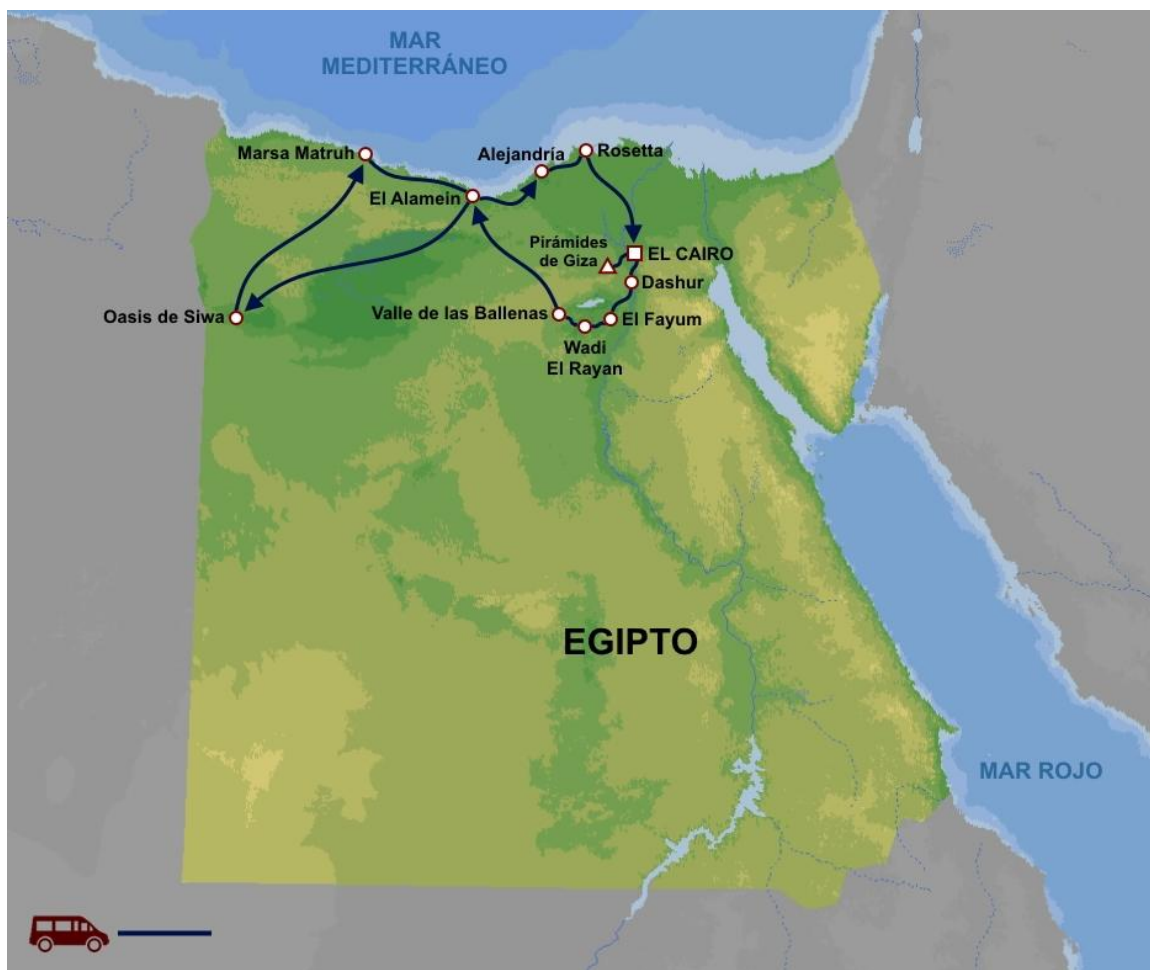 MAR
MEDITERRÁNEO
Marsa Matruh
Alejandría
Rosetta
El Alamein
Pirámides
de Giza
EL CAIRO
Dashur
Oasis de Siwa
Valle de las Ballenas
El Fayum
Wadi
El Rayan
EGIPTO
MAR ROJO